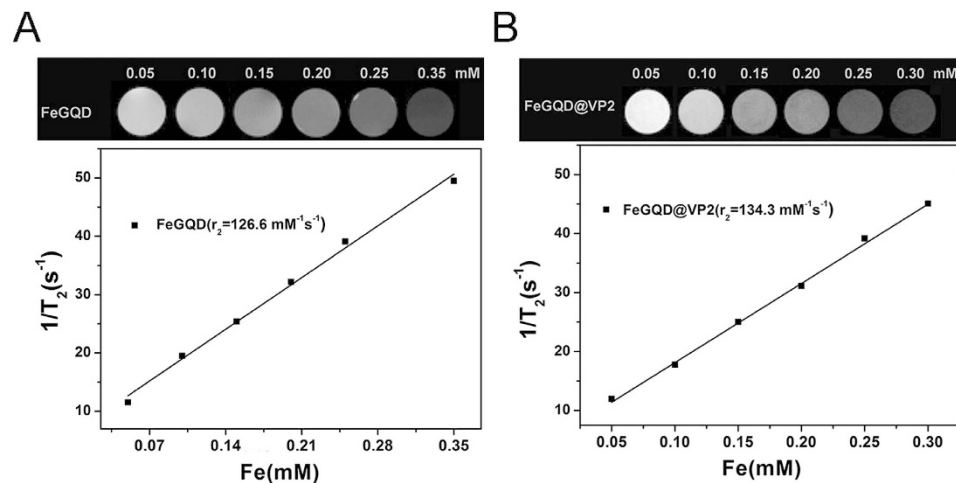 A
0.05 0.10 0.15 0.20 0.25 0.35 mM
FeGQD
50
40
30
20
10
1/T₂(s⁻¹)
FeGQD(r₂=126.6 mM⁻¹s⁻¹)
0.07 0.14 0.21 0.28 0.35
Fe(mM)
B
0.05 0.10 0.15 0.20 0.25 0.30 mM
FeGQD@VP2
50
40
30
20
10
1/T₂(s⁻¹)
FeGQD@VP2(r₂=134.3 mM⁻¹s⁻¹)
0.05 0.10 0.15 0.20 0.25 0.30
Fe(mM)